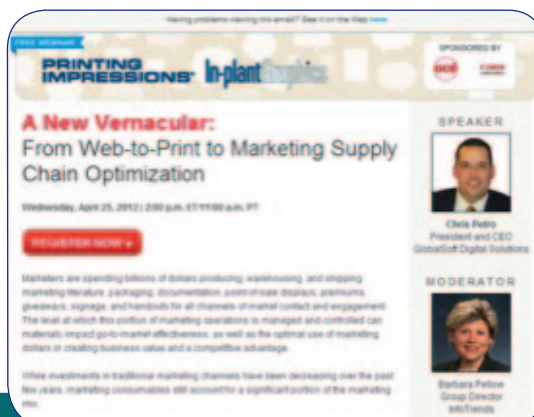 Having problems viewing this email? See it on the Web here.
FREE WEBINAR
PRINTING IMPRESSIONS In-plantGraphics
SPONSORED BY
océ Canon
A New Vernacular:
From Web-to-Print to Marketing Supply
Chain Optimization
Wednesday, April 25, 2012 | 2:00 p.m. ET/11:00 a.m. PT
REGISTER NOW
Marketers are spending billions of dollars producing, warehousing, and shipping
marketing literature, packaging, documentation, point-of-sale displays, premiums,
giveaways, signage, and handouts for all channels of market contact and engagement.
The level at which this portion of marketing operations is managed and controlled can
materially impact go-to-market effectiveness, as well as the optimal use of marketing
dollars in creating business value and a competitive advantage.
While investments in traditional marketing channels have been decreasing over the past
few years, marketing consumables still account for a significant portion of the marketing
mix.
SPEAKER
Chris Petro
President and CEO
GlobalSoft Digital Solutions
MODERATOR
Barbara Pellow
Group Director
InfoTrends